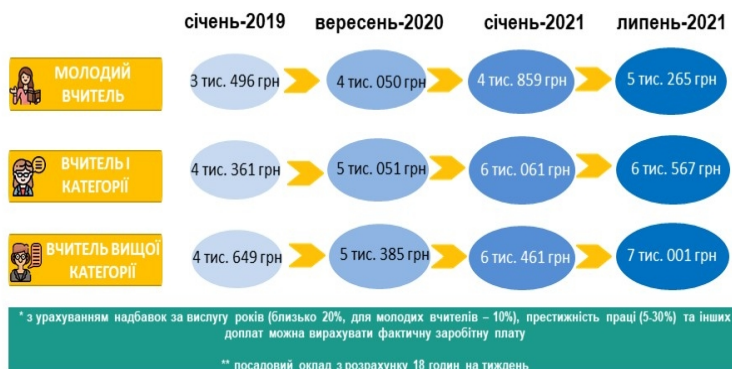 січень-2019 вересень-2020 січень-2021 липень-2021
МОЛОДИЙ
ВЧИТЕЛЬ
3 тис. 496 грн 4 тис. 050 грн 4 тис. 859 грн 5 тис. 265 грн
ВЧИТЕЛЬ І
КАТЕГОРІЇ
4 тис. 361 грн 5 тис. 051 грн 6 тис. 061 грн 6 тис. 567 грн
ВЧИТЕЛЬ ВИЩОЇ
КАТЕГОРІЇ
4 тис. 649 грн 5 тис. 385 грн 6 тис. 461 грн 7 тис. 001 грн
* з урахуванням надбавок за вислугу років (близько 20%, для молодих вчителів – 10%), престижність праці (5-30%) та інших
доплат можна вирахувати фактичну заробітну плату
** посадовий оклад з розрахунку 18 годин на тиждень